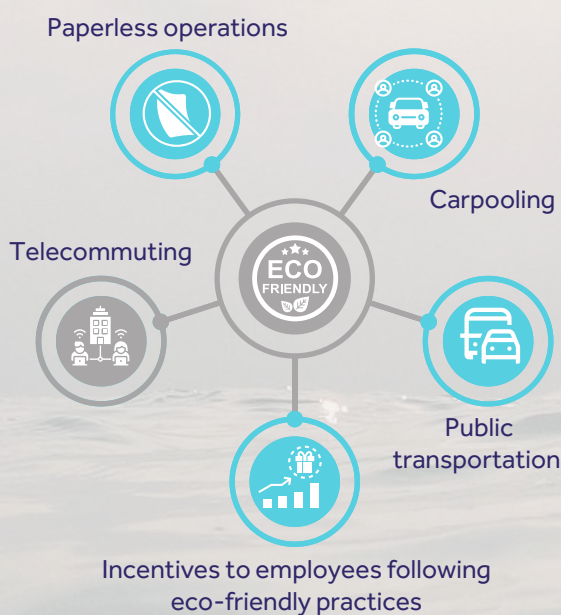 Paperless operations
Carpooling
Telecommuting
ECO
FRIENDLY
Public
transportation
Incentives to employees following
eco-friendly practices